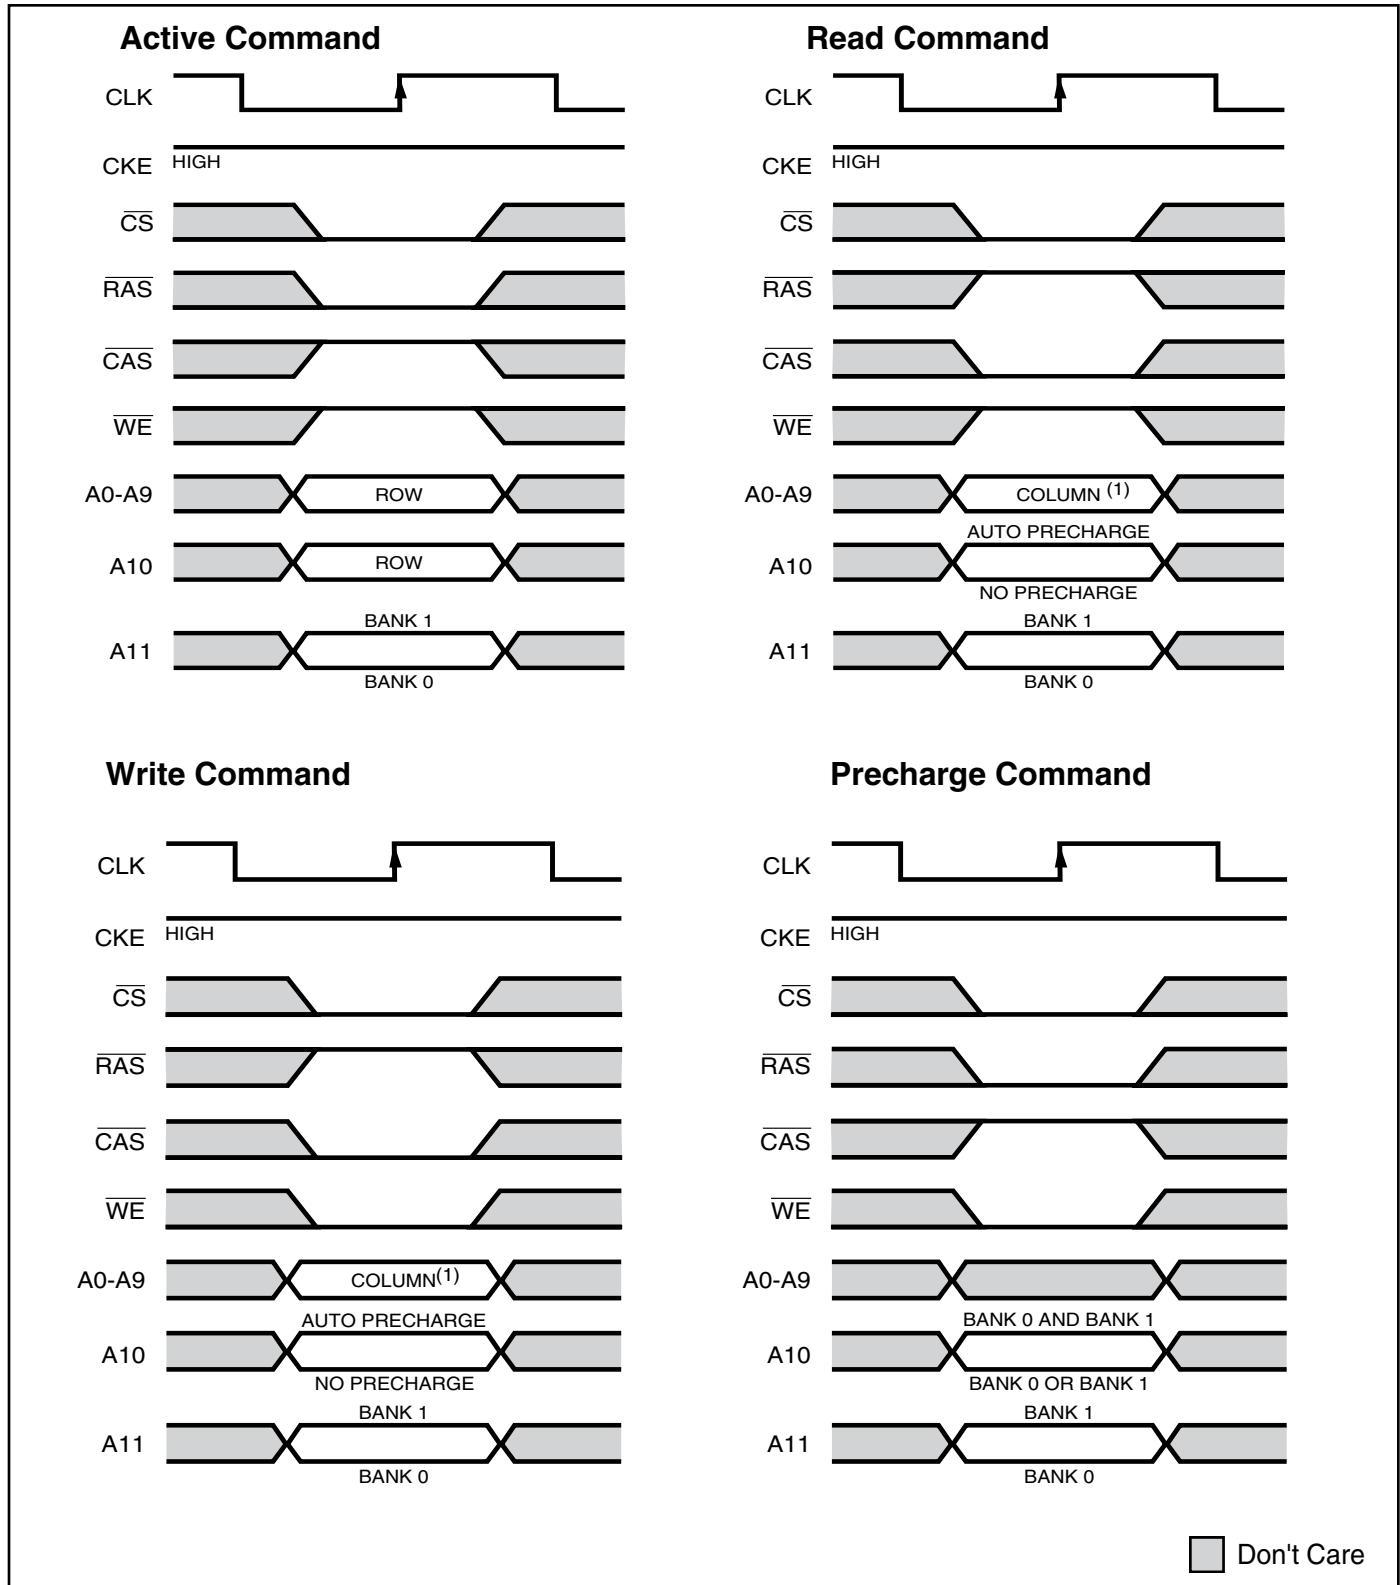 Active Command
CLK
CKE HIGH
CS
RAS
CAS
WE
A0-A9 ROW
A10 ROW
BANK 1
A11
BANK 0
Read Command
CLK
CKE HIGH
CS
RAS
CAS
WE
A0-A9 COLUMN (1)
AUTO PRECHARGE
A10
NO PRECHARGE
BANK 1
A11
BANK 0
Write Command
CLK
CKE HIGH
CS
RAS
CAS
WE
A0-A9 COLUMN(1)
AUTO PRECHARGE
A10
NO PRECHARGE
BANK 1
A11
BANK 0
Precharge Command
CLK
CKE HIGH
CS
RAS
CAS
WE
A0-A9
BANK 0 AND BANK 1
A10
BANK 0 OR BANK 1
BANK 1
A11
BANK 0
Don't Care